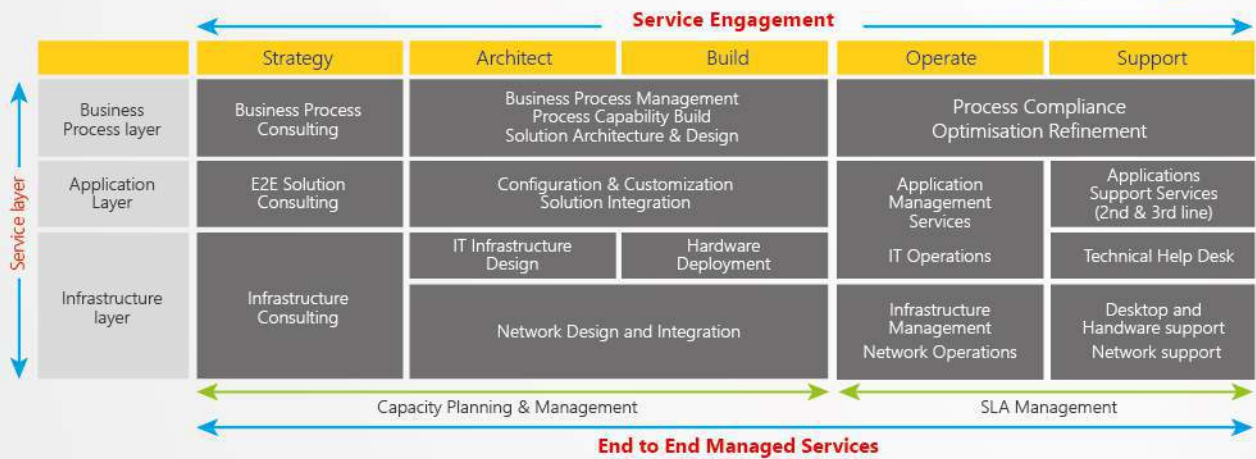 Service Engagement
Strategy
Architect
Build
Operate
Support
Service layer
Business
Process layer
Business Process
Consulting
Business Process Management
Process Capability Build
Solution Architecture & Design
Process Compliance
Optimisation Refinement
Application
Layer
E2E Solution
Consulting
Configuration & Customization
Solution Integration
Application
Management
Services
IT Operations
Applications
Support Services
(2nd & 3rd line)
Infrastructure
layer
Infrastructure
Consulting
IT Infrastructure
Design
Hardware
Deployment
Technical Help Desk
Network Design and Integration
Infrastructure
Management
Network Operations
Desktop and
Hardware support
Network support
Capacity Planning & Management
SLA Management
End to End Managed Services